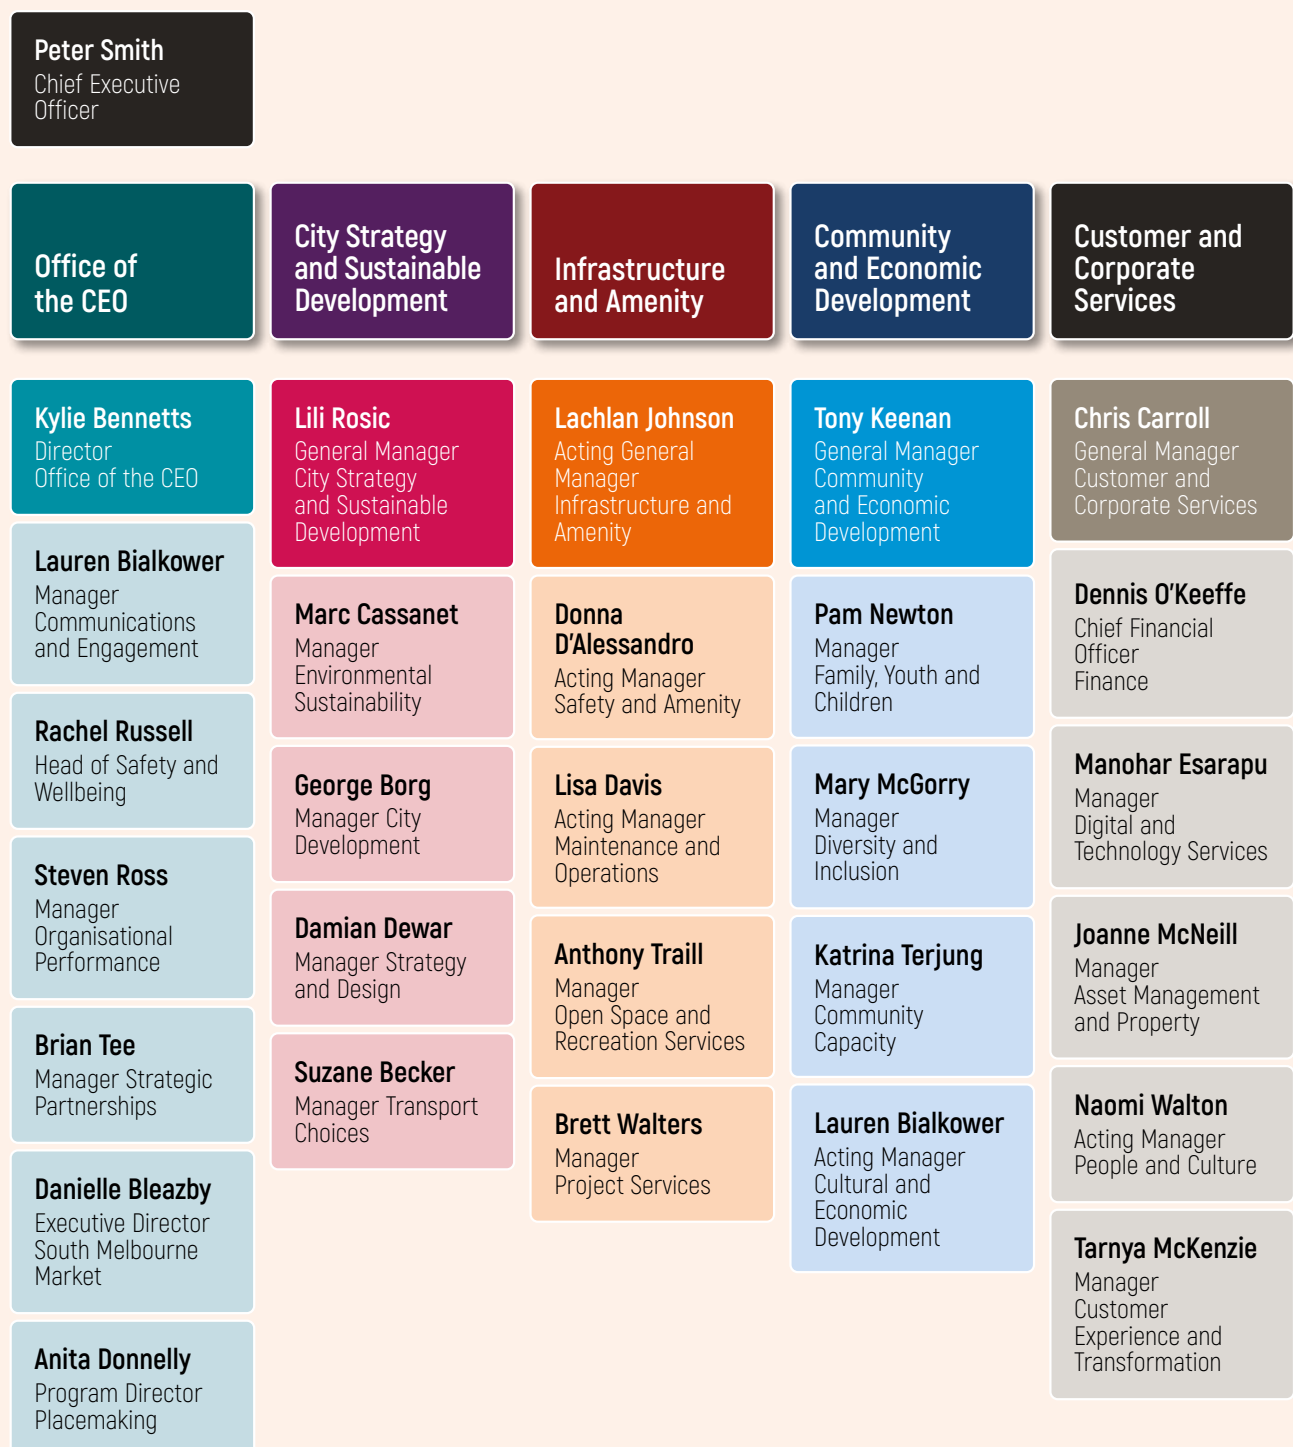 Peter Smith
Chief Executive
Officer
Office of
the CEO
City Strategy
and Sustainable
Development
Infrastructure
and Amenity
Community
and Economic
Development
Customer and
Corporate
Services
Kylie Bennetts
Director
Office of the CEO
Lauren Bialkower
Manager
Communications
and Engagement
Rachel Russell
Head of Safety and
Wellbeing
Steven Ross
Manager
Organisational
Performance
Brian Tee
Manager Strategic
Partnerships
Danielle Bleazby
Executive Director
South Melbourne
Market
Anita Donnelly
Program Director
Placemaking
Lili Rosic
General Manager
City Strategy
and Sustainable
Development
Marc Cassanet
Manager
Environmental
Sustainability
George Borg
Manager City
Development
Damian Dewar
Manager Strategy
and Design
Suzane Becker
Manager Transport
Choices
Lachlan Johnson
Acting General
Manager
Infrastructure and
Amenity
Donna
D'Alessandro
Acting Manager
Safety and Amenity
Lisa Davis
Acting Manager
Maintenance and
Operations
Anthony Traill
Manager
Open Space and
Recreation Services
Brett Walters
Manager
Project Services
Tony Keenan
General Manager
Community
and Economic
Development
Pam Newton
Manager
Family, Youth and
Children
Mary McGorry
Manager
Diversity and
Inclusion
Katrina Terjung
Manager
Community
Capacity
Lauren Bialkower
Acting Manager
Cultural and
Economic
Development
Chris Carroll
General Manager
Customer and
Corporate Services
Dennis O'Keeffe
Chief Financial
Officer
Finance
Manohar Esarapu
Manager
Digital and
Technology Services
Joanne McNeill
Manager
Asset Management
and Property
Naomi Walton
Acting Manager
People and Culture
Tarnya McKenzie
Manager
Customer
Experience and
Transformation